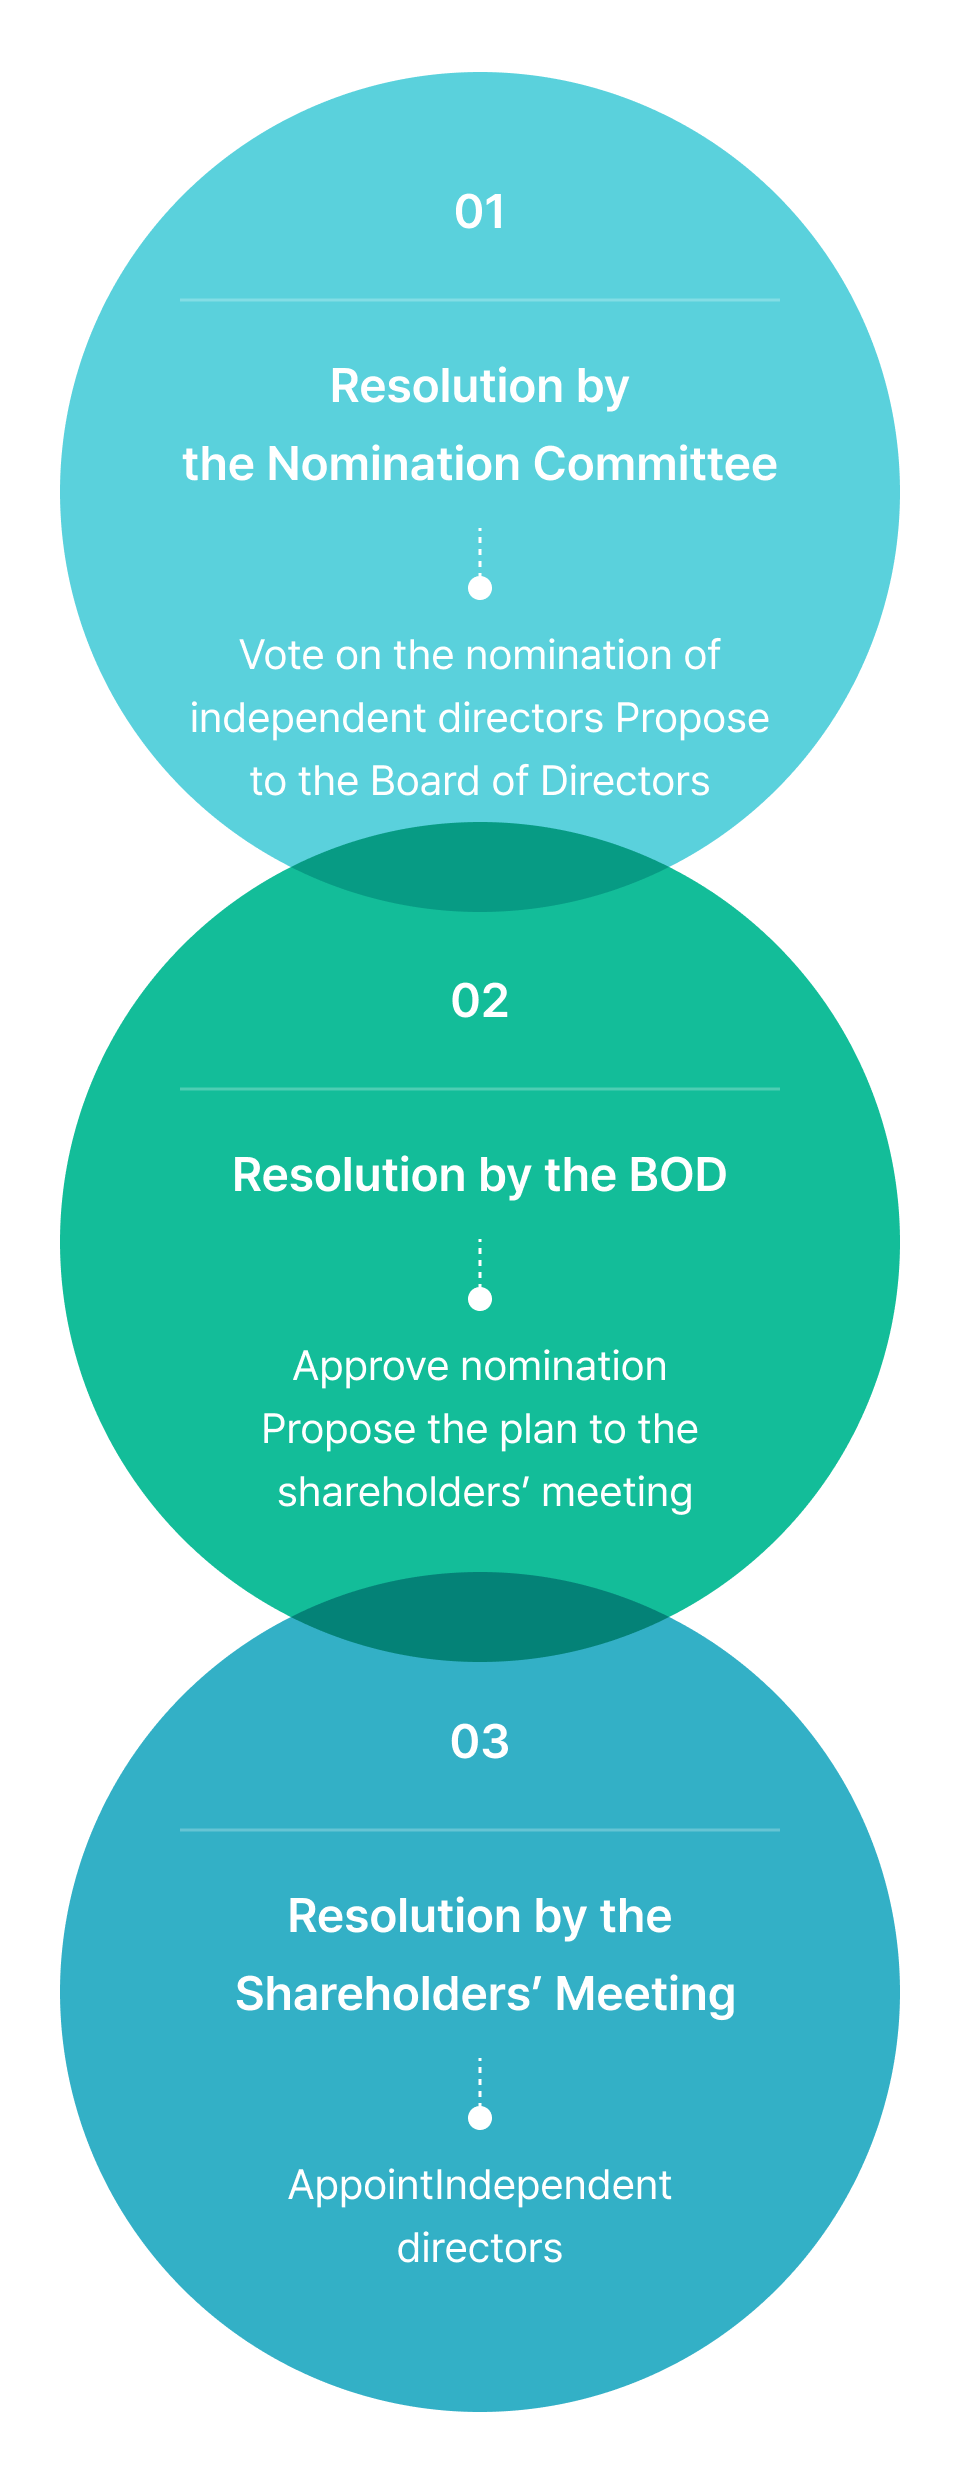 01
Resolution by
the Nomination Committee
Vote on the nomination of
independent directors Propose
to the Board of Directors
02
Resolution by the BOD
Approve nomination
Propose the plan to the
shareholders’ meeting
03
Resolution by the
Shareholders’ Meeting
AppointIndependent
directors